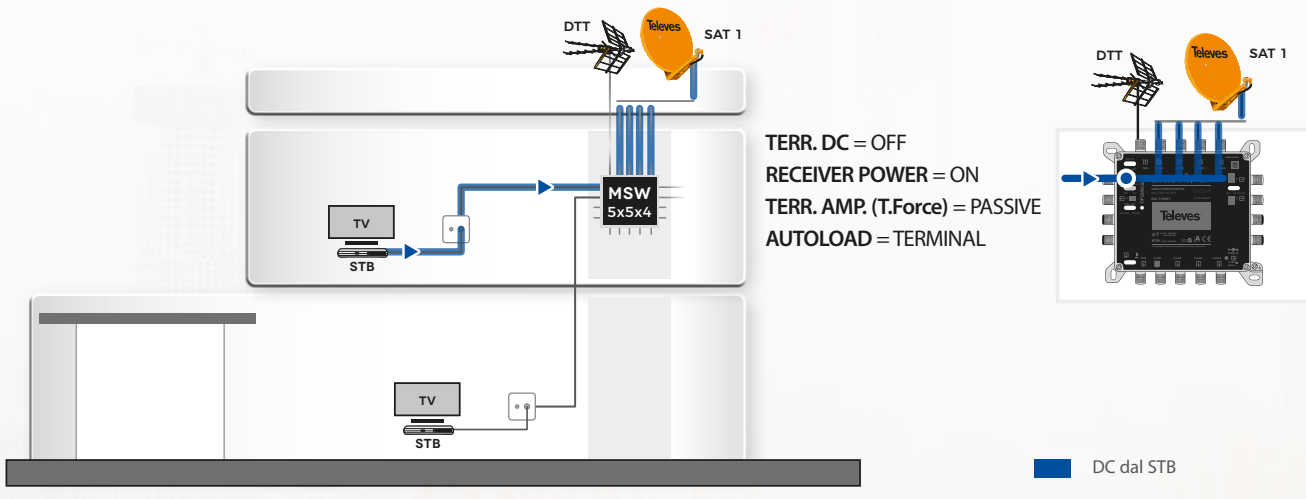 DTT
Televes
SAT 1
MSW
5x5x4
TV
STB
TV
STB
TERR. DC = OFF
RECEIVER POWER = ON
TERR. AMP. (T.Force) = PASSIVE
AUTOLOAD = TERMINAL
DTT
Televes
SAT 1
Televes
DC dal STB